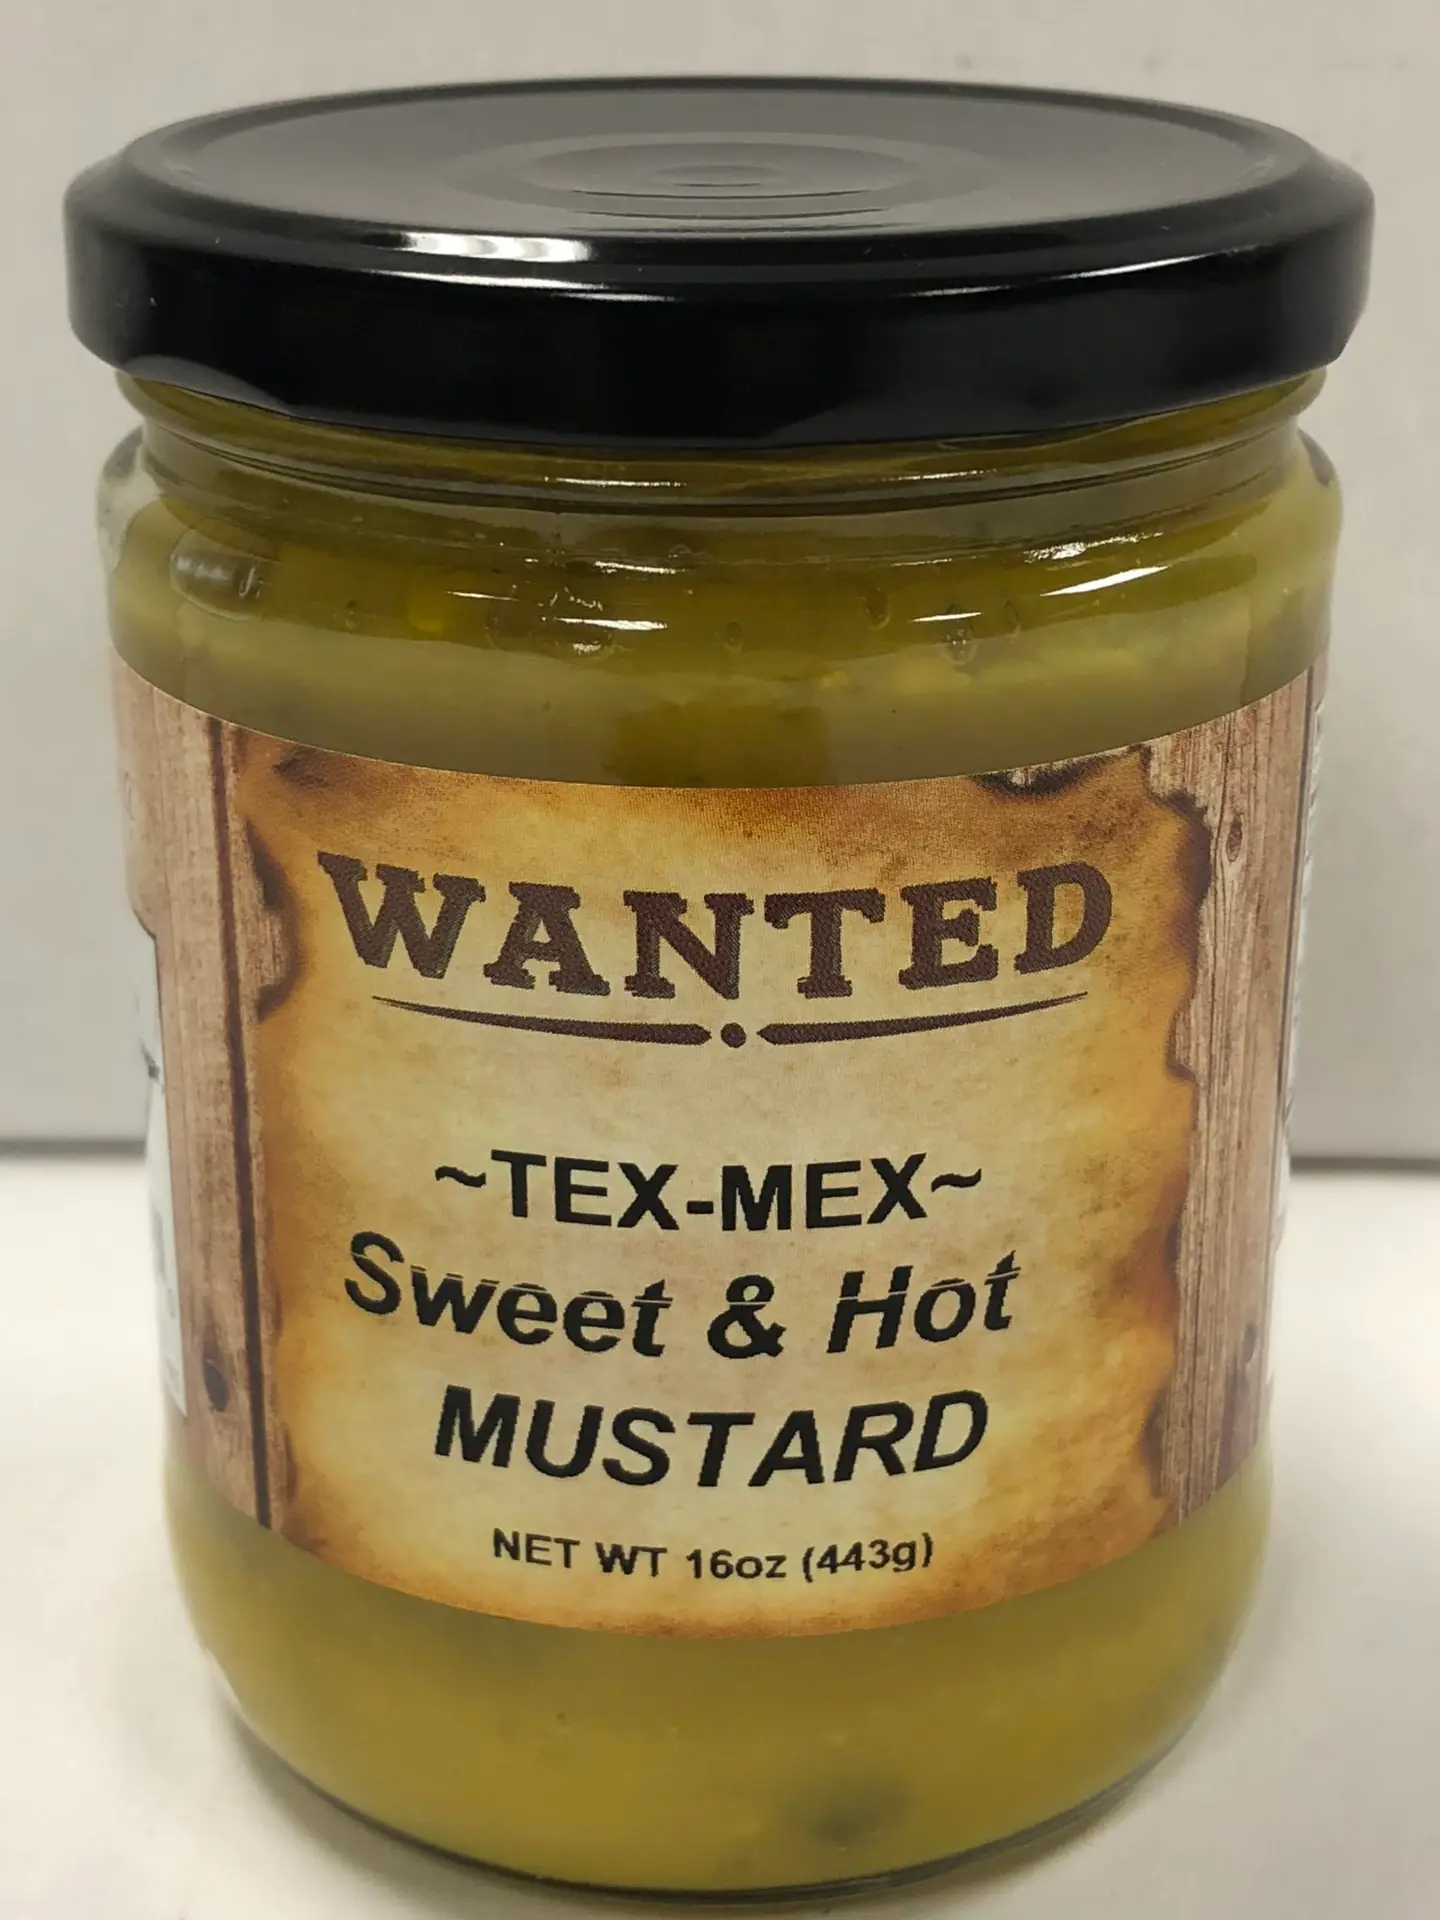 WANTED
~TEX-MEX~
Sweet & Hot
MUSTARD
NET WT 16oz (443g)